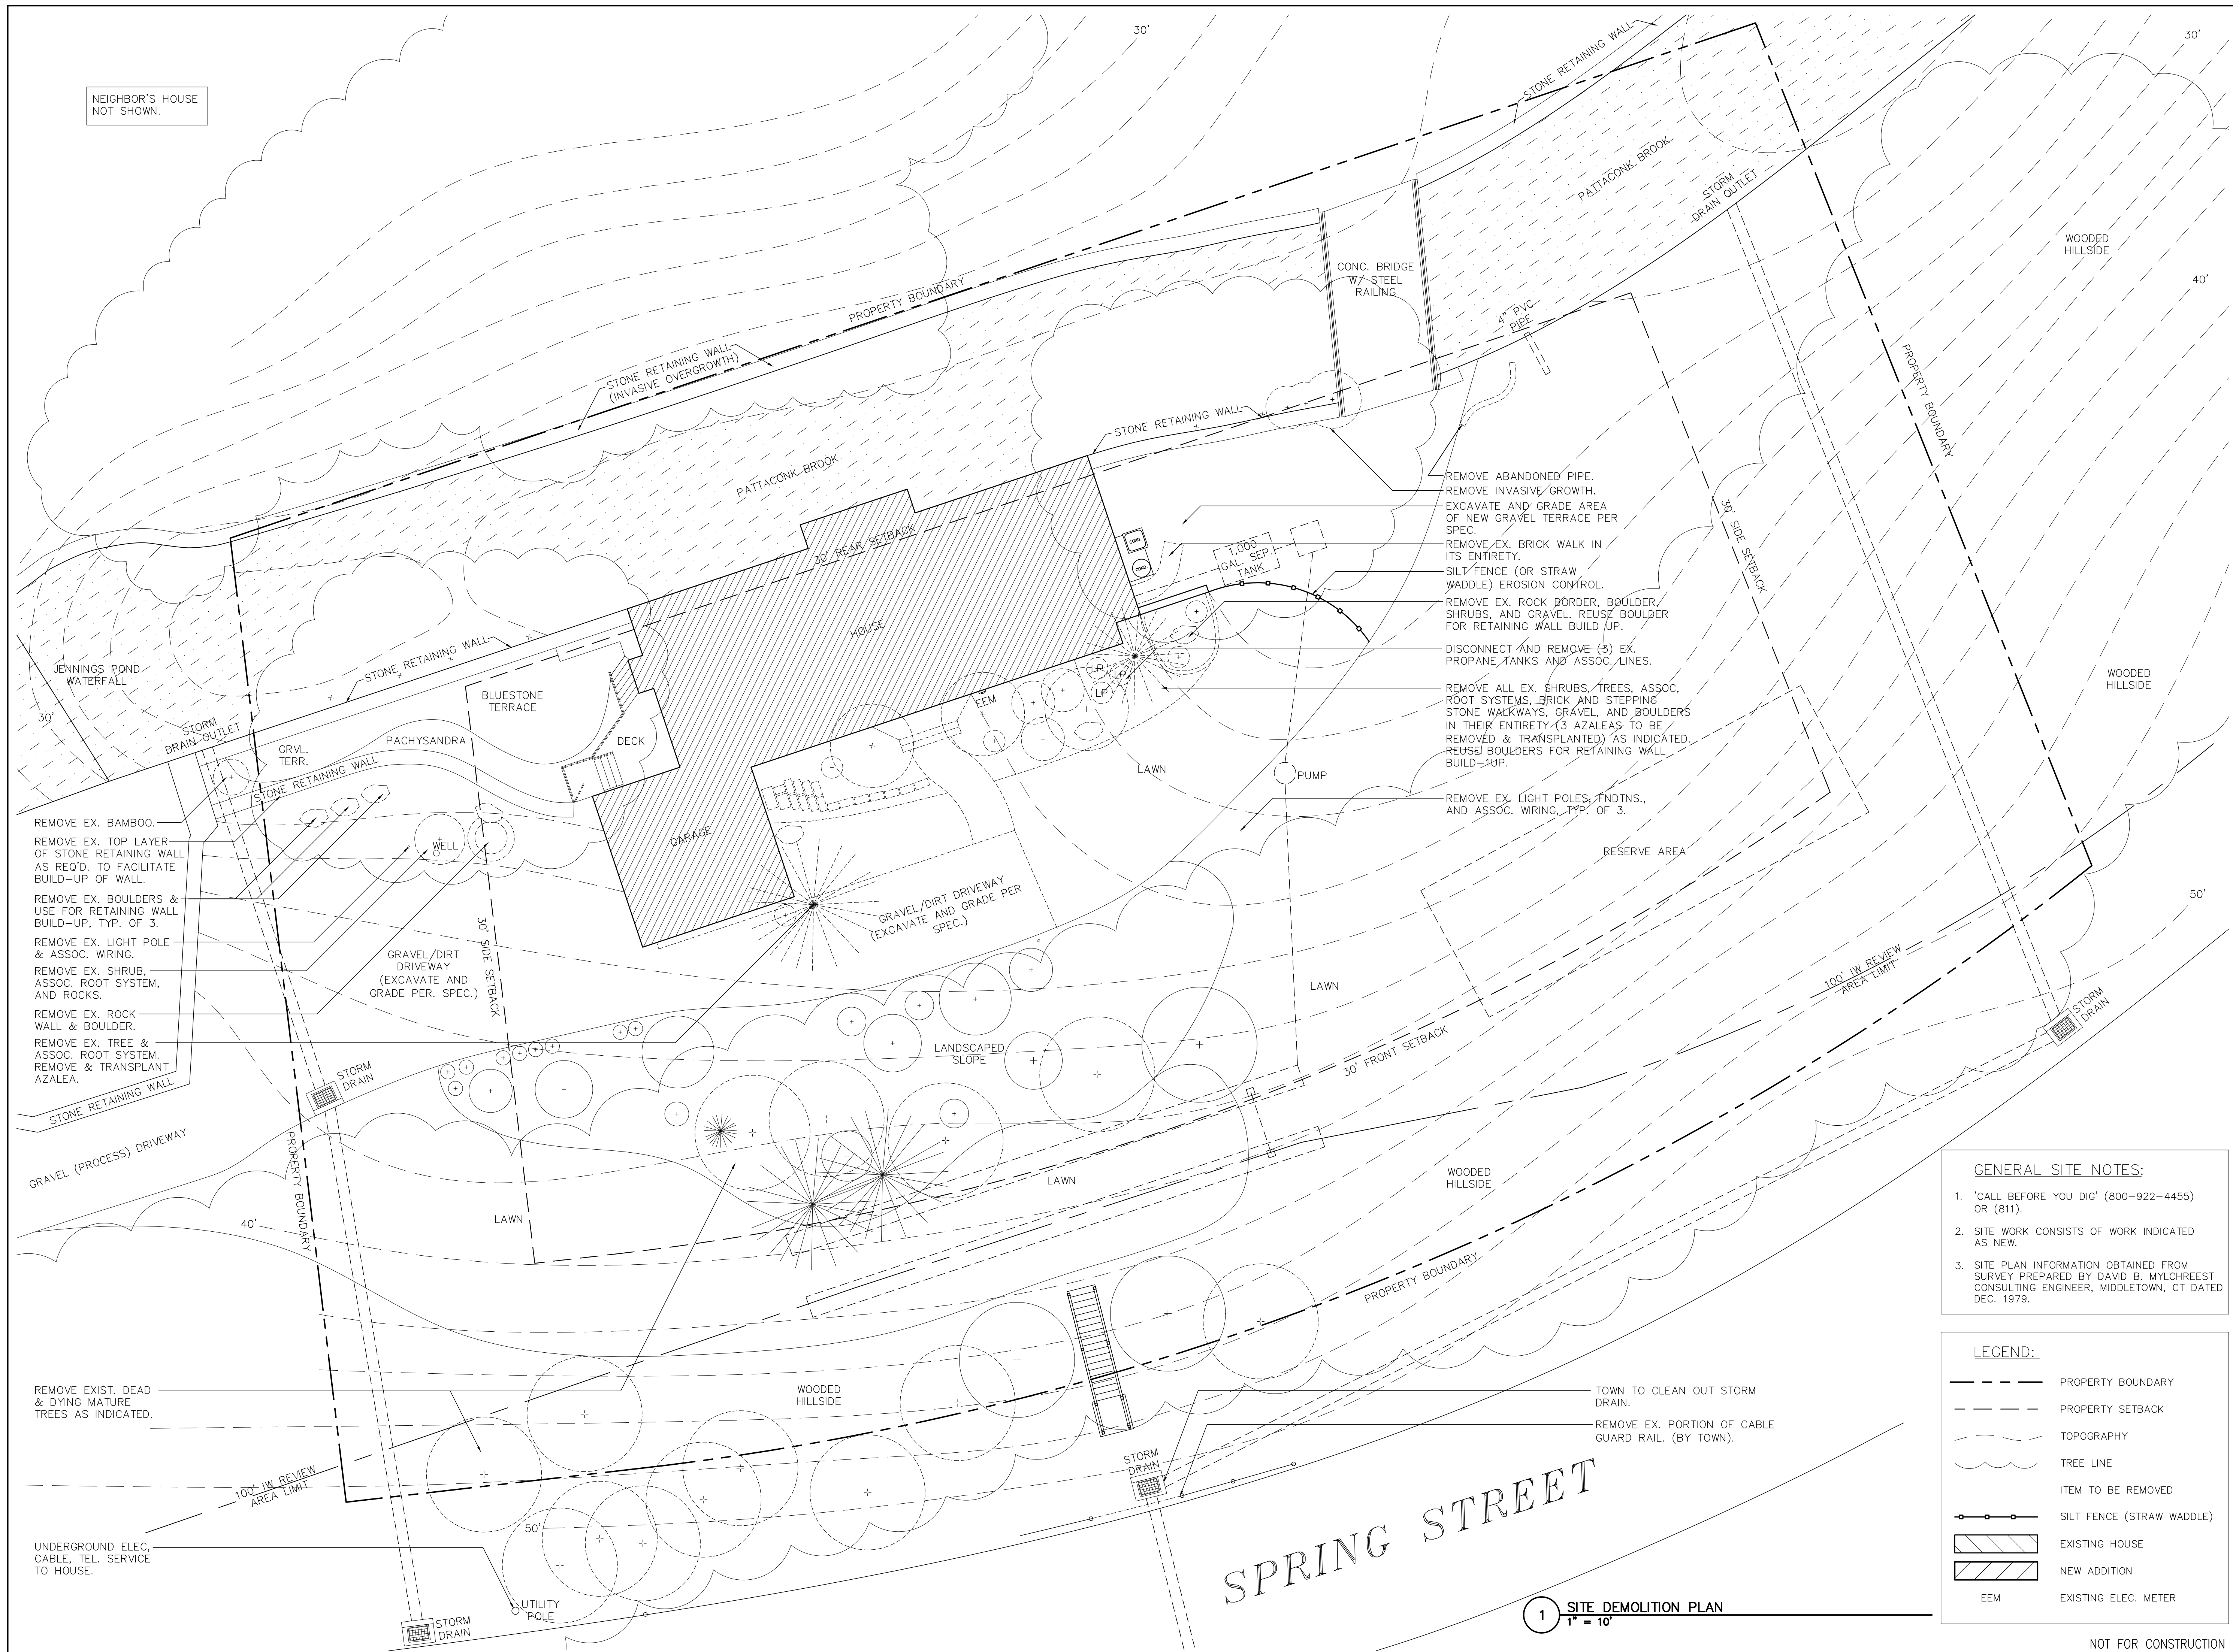 30'
30'
NEIGHBOR'S HOUSE
NOT SHOWN.
STONE RETAINING WALL
PATTACONK BROOK
STORM
DRAIN OUTLET
WOODED
HILLSIDE
40'
CONC. BRIDGE
W/ STEEL
RAILING
PROPERTY BOUNDARY
4" PVC
PIPE
STONE RETAINING WALL
(INVASIVE OVERGROWTH)
PROPERTY BOUNDARY
STONE RETAINING WALL
PATTACONK BROOK
30' REAR SETBACK
30' SIDE SETBACK
REMOVE ABANDONED PIPE.
REMOVE INVASIVE GROWTH.
EXCAVATE AND GRADE AREA
OF NEW GRAVEL TERRACE PER
SPEC.
REMOVE EX. BRICK WALK IN
ITS ENTIRETY.
SILT FENCE (OR STRAW
WADDLE) EROSION CONTROL.
REMOVE EX. ROCK BORDER, BOULDER,
SHRUBS, AND GRAVEL. REUSE BOULDER
FOR RETAINING WALL BUILD UP.
DISCONNECT AND REMOVE (3) EX.
PROPANE TANKS AND ASSOC. LINES.
REMOVE ALL EX. SHRUBS, TREES, ASSOC,
ROOT SYSTEMS, BRICK AND STEPPING
STONE WALKWAYS, GRAVEL, AND BOULDERS
IN THEIR ENTIRETY (3 AZALEAS TO BE
REMOVED & TRANSPLANTED) AS INDICATED.
REUSE BOULDERS FOR RETAINING WALL
BUILD-1UP.
REMOVE EX. LIGHT POLES, FNDTNS.,
AND ASSOC. WIRING, TYP. OF 3.
COND.
COND.
1,000
GAL. SEP.
TANK
HOUSE
LP
LP
LP
EEM
JENNINGS POND
WATERFALL
30'
STORM
DRAIN OUTLET
STONE RETAINING WALL
BLUESTONE
TERRACE
GRVL.
TERR.
PACHYSANDRA
DECK
STONE RETAINING WALL
WELL
GARAGE
LAWN
PUMP
WOODED
HILLSIDE
RESERVE AREA
50'
REMOVE EX. BAMBOO.
REMOVE EX. TOP LAYER
OF STONE RETAINING WALL
AS REQ'D. TO FACILITATE
BUILD-UP OF WALL.
REMOVE EX. BOULDERS &
USE FOR RETAINING WALL
BUILD-UP, TYP. OF 3.
REMOVE EX. LIGHT POLE
& ASSOC. WIRING.
REMOVE EX. SHRUB,
ASSOC. ROOT SYSTEM,
AND ROCKS.
REMOVE EX. ROCK
WALL & BOULDER.
REMOVE EX. TREE &
ASSOC. ROOT SYSTEM.
REMOVE & TRANSPLANT
AZALEA.
STONE RETAINING WALL
GRAVEL (PROCESS) DRIVEWAY
GRAVEL/DIRT
DRIVEWAY
(EXCAVATE AND
GRADE PER. SPEC.)
30' SIDE SETBACK
GRAVEL/DIRT DRIVEWAY
(EXCAVATE AND GRADE PER
SPEC.)
STORM
DRAIN
PROPERTY BOUNDARY
LANDSCAPED
SLOPE
LAWN
30' FRONT SETBACK
100' IW REVIEW
AREA LIMIT
STORM
DRAIN
40'
LAWN
LAWN
WOODED
HILLSIDE
PROPERTY BOUNDARY
REMOVE EXIST. DEAD
& DYING MATURE
TREES AS INDICATED.
WOODED
HILLSIDE
100' IW REVIEW
AREA LIMIT
50'
UNDERGROUND ELEC,
CABLE, TEL. SERVICE
TO HOUSE.
UTILITY
POLE
STORM
DRAIN
STORM
DRAIN
TOWN TO CLEAN OUT STORM
DRAIN.
REMOVE EX. PORTION OF CABLE
GUARD RAIL. (BY TOWN).
SPRING STREET
1
SITE DEMOLITION PLAN
1" = 10'
GENERAL SITE NOTES:
1. 'CALL BEFORE YOU DIG' (800-922-4455)
OR (811).
2. SITE WORK CONSISTS OF WORK INDICATED
AS NEW.
3. SITE PLAN INFORMATION OBTAINED FROM
SURVEY PREPARED BY DAVID B. MYLCHREEST
CONSULTING ENGINEER, MIDDLETOWN, CT DATED
DEC. 1979.
LEGEND:
PROPERTY BOUNDARY
PROPERTY SETBACK
TOPOGRAPHY
TREE LINE
ITEM TO BE REMOVED
SILT FENCE (STRAW WADDLE)
EXISTING HOUSE
NEW ADDITION
EEM EXISTING ELEC. METER
NOT FOR CONSTRUCTION